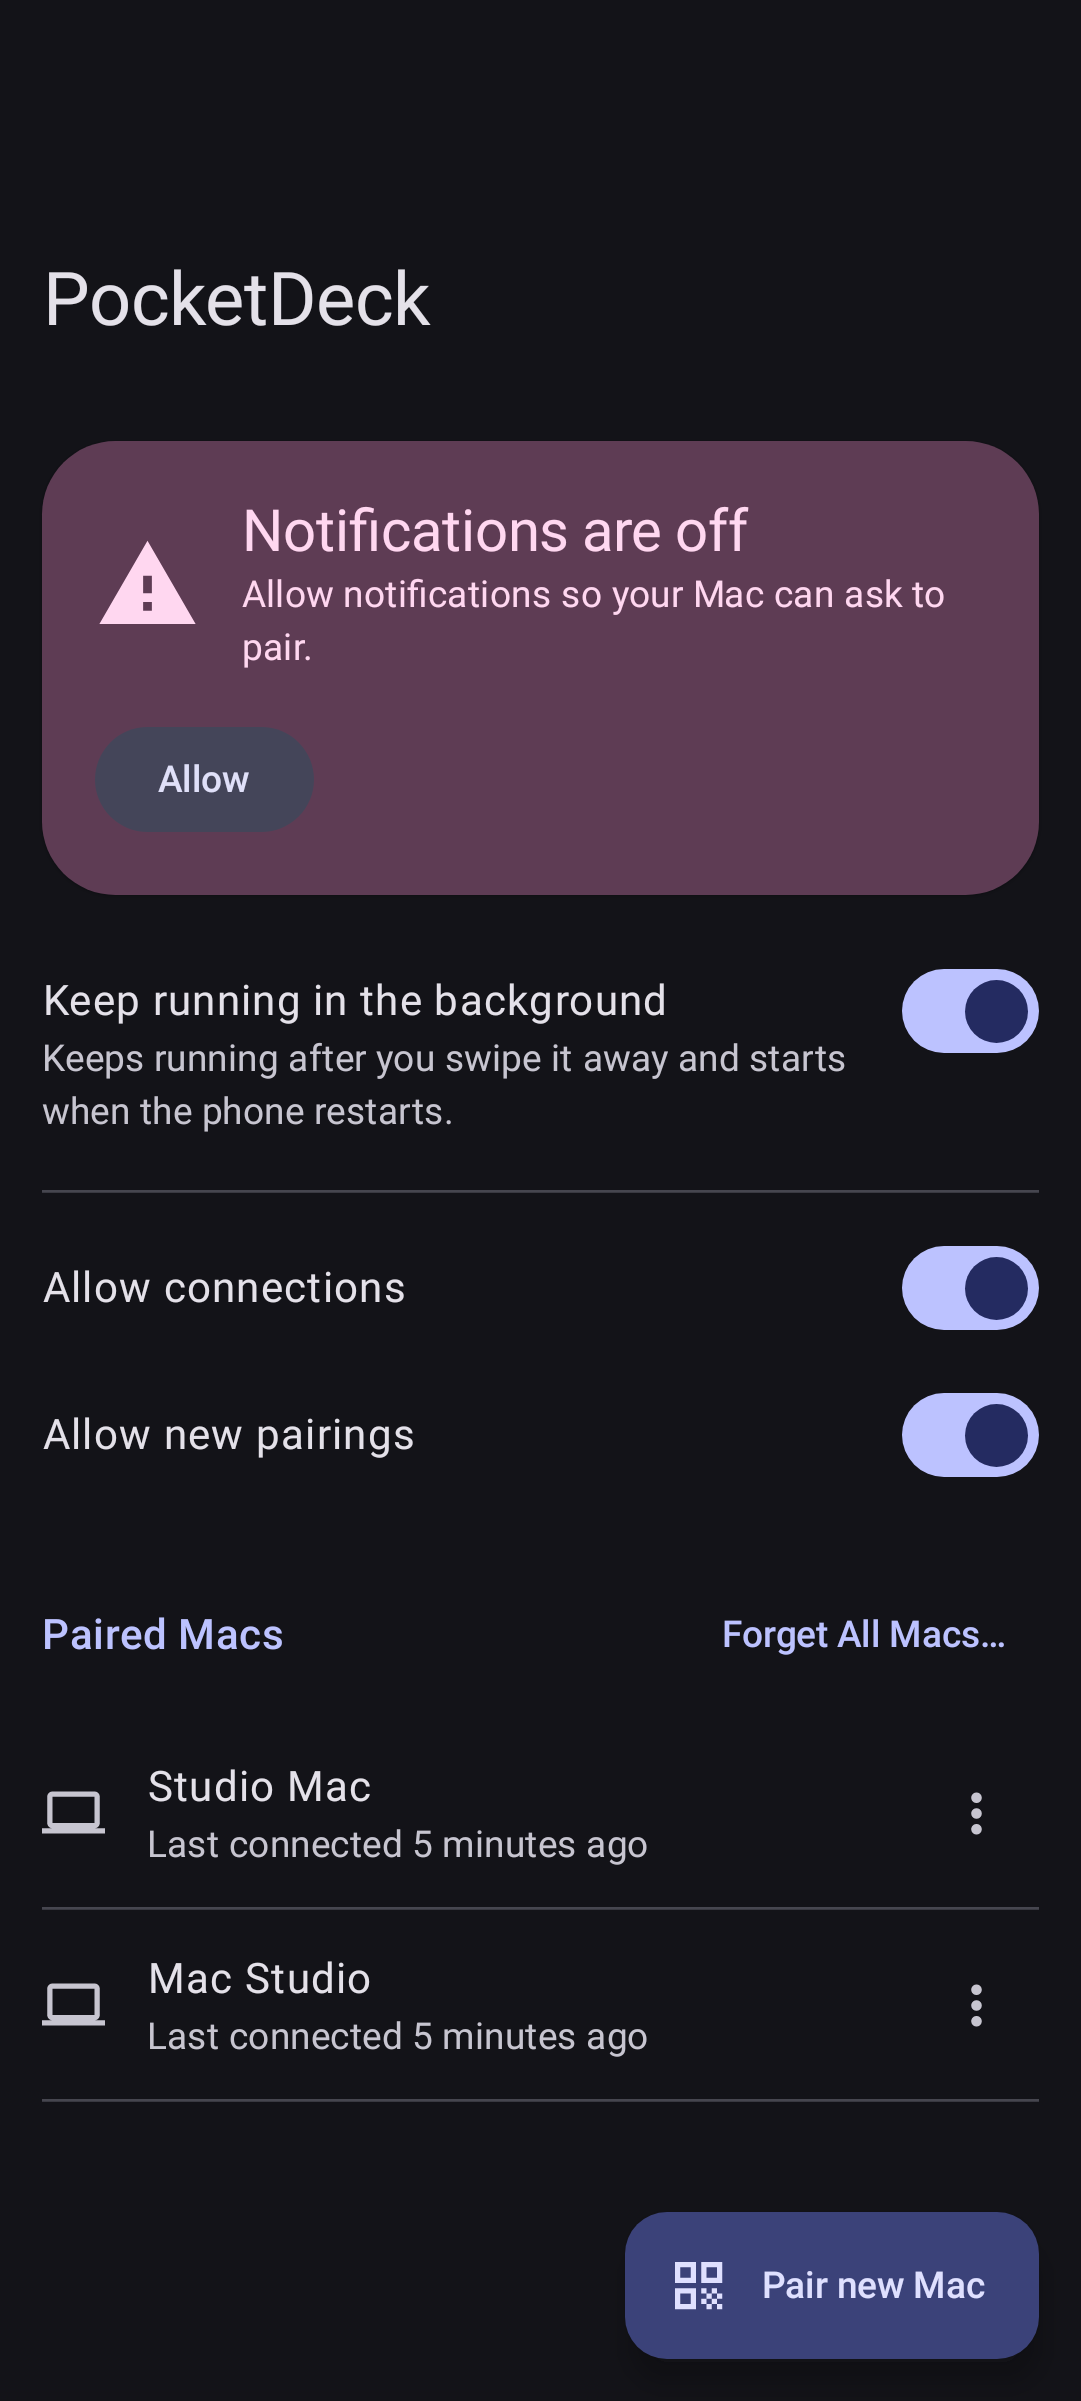 PocketDeck
Notifications are off
Allow notifications so your Mac can ask to
pair.
Allow
Keep running in the background
Keeps running after you swipe it away and starts
when the phone restarts.
Allow connections
Allow new pairings
Paired Macs
Forget All Macs…
Studio Mac
Last connected 5 minutes ago
Mac Studio
Last connected 5 minutes ago
Pair new Mac